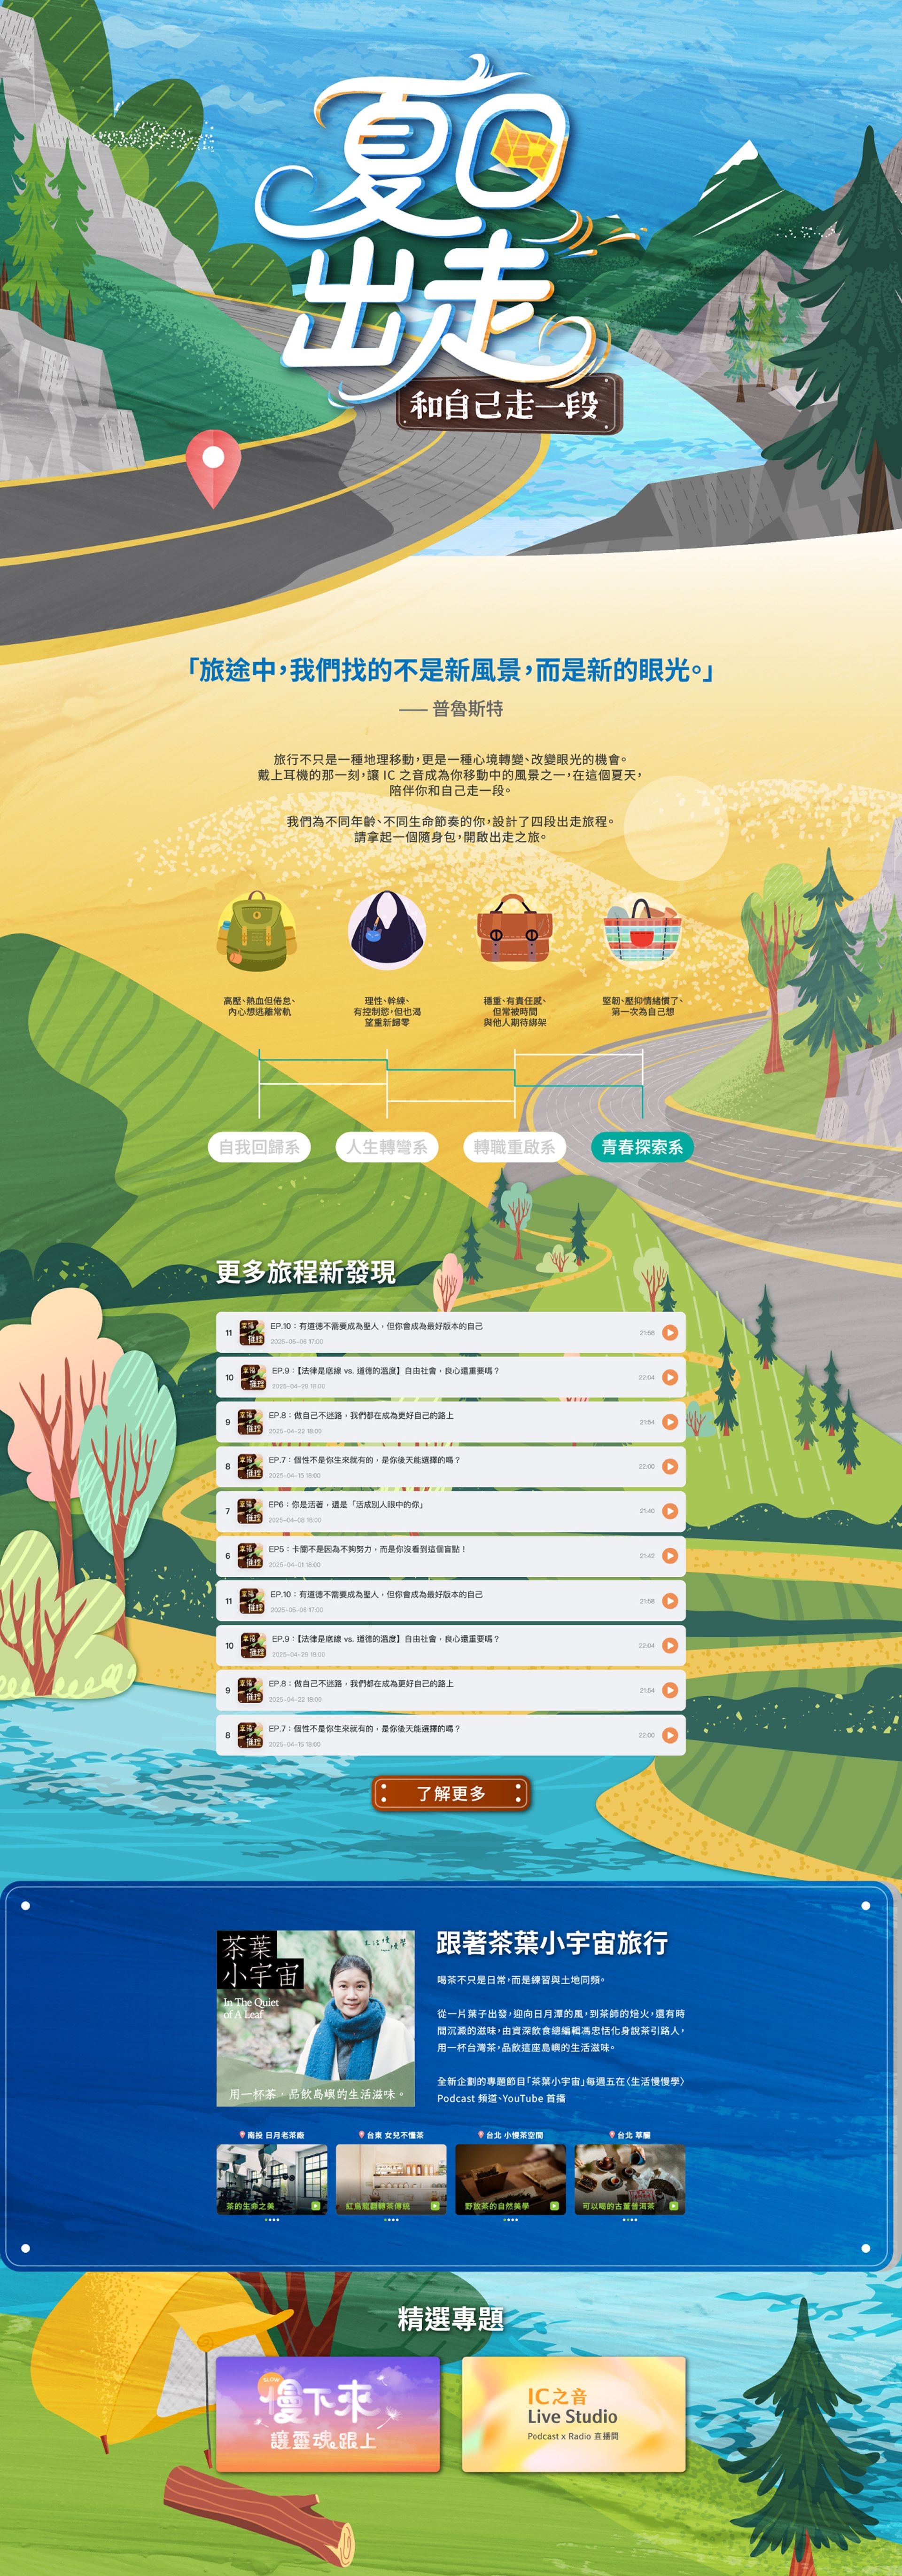 夏日
出走
和自己走一段
「旅途中，我們找的不是新風景，而是新的眼光。」
—— 普魯斯特
旅行不只是一種地理移動，更是一種心境轉變、改變眼光的機會。
戴上耳機的那一刻，讓 IC 之音成為你移動中的風景之一，在這個夏天，
陪伴你和自己走一段。
我們為不同年齡、不同生命節奏的你，設計了四段出走旅程。
請拿起一個隨身包，開啟出走之旅。
高壓、熱血但倦怠、
內心想逃離常軌
理性、幹練、
有控制慾，但也渴
望重新歸零
穩重、有責任感、
但常被時間
與他人期待綁架
堅韌、壓抑情緒慣了、
第一次為自己想
自我回歸系
人生轉彎系
轉職重啟系
青春探索系
更多旅程新發現
11 EP.10：有道德不需要成為聖人，但你會成為最好版本的自己 21:58
2025-05-06 17:00
10 EP.9：【法律是底線 vs. 道德的溫度】自由社會，良心還重要嗎？ 22:04
2025-04-29 18:00
9 EP.8：做自己不迷路，我們都在成為更好自己的路上 21:54
2025-04-22 18:00
8 EP.7：個性不是你生來就有的，是你後天能選擇的嗎？ 22:00
2025-04-15 18:00
7 EP6：你是活著，還是「活成別人眼中的你」 21:40
2025-04-08 18:00
6 EP5：卡關不是因為不夠努力，而是你沒看到這個盲點！ 21:42
2025-04-01 18:00
11 EP.10：有道德不需要成為聖人，但你會成為最好版本的自己 21:58
2025-05-06 17:00
10 EP.9：【法律是底線 vs. 道德的溫度】自由社會，良心還重要嗎？ 22:04
2025-04-29 18:00
9 EP.8：做自己不迷路，我們都在成為更好自己的路上 21:54
2025-04-22 18:00
8 EP.7：個性不是你生來就有的，是你後天能選擇的嗎？ 22:00
2025-04-15 18:00
了解更多
茶葉
小宇宙
In The Quiet
of A Leaf
用一杯茶，品飲島嶼的生活滋味。
跟著茶葉小宇宙旅行
喝茶不只是日常，而是練習與土地同頻。
從一片葉子出發，迎向日月潭的風，到茶師的焙火，還有時
間沉澱的滋味，由資深飲食總編輯馮忠恬化身說茶引路人，
用一杯台灣茶，品飲這座島嶼的生活滋味。
全新企劃的專題節目「茶葉小宇宙」每週五在〈生活慢慢學〉
Podcast 頻道、YouTube 首播
南投 日月老茶廠
台東 女兒不懂茶
台北 小慢茶空間
台北 草釀
茶的生命之美
紅烏龍翻轉茶傳統
野放茶的自然美學
可以喝的古董普洱茶
精選專題
SLOW
慢下來
讓靈魂跟上
IC之音
Live Studio
Podcast x Radio 直播間